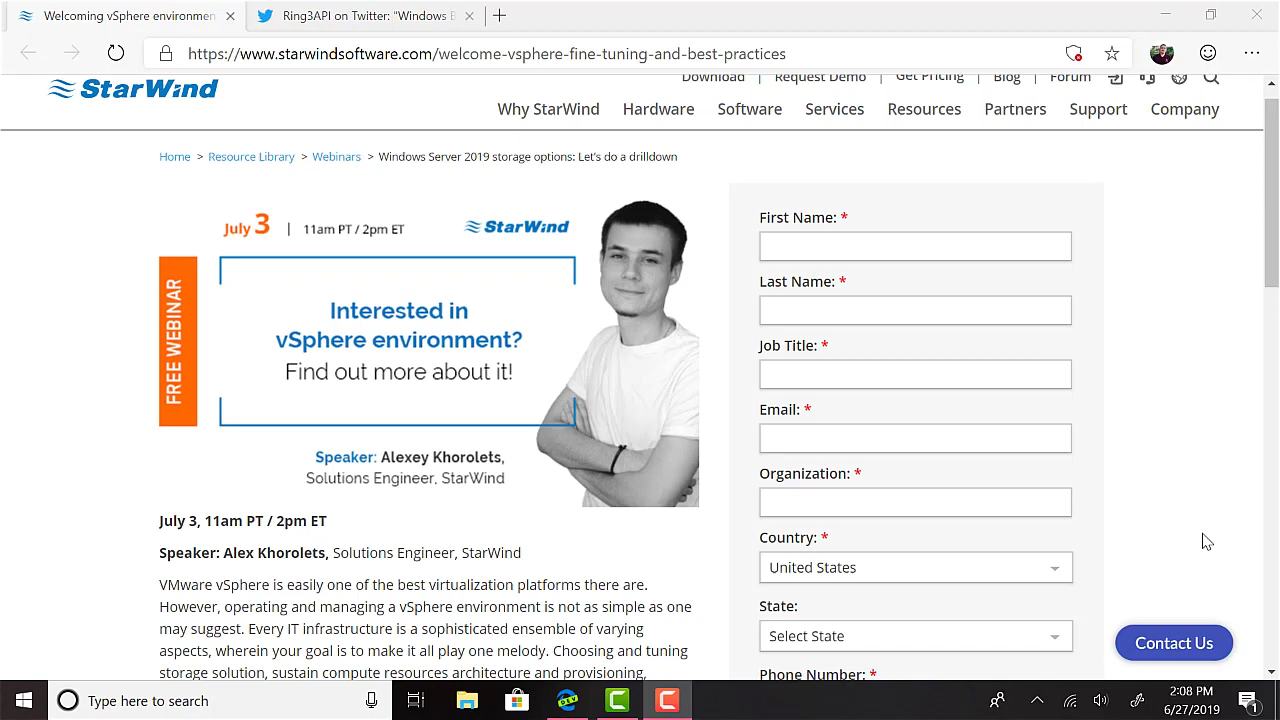 Welcoming vSphere environmen
Ring3API on Twitter: "Windows B
https://www.starwindsoftware.com/welcome-vsphere-fine-tuning-and-best-practices
StarWind
Download | Request Demo | Get Pricing | Blog | Forum
Why StarWind Hardware Software Services Resources Partners Support Company
Home > Resource Library > Webinars > Windows Server 2019 storage options: Let's do a drilldown
July 3 | 11am PT / 2pm ET
StarWind
FREE WEBINAR
Interested in
vSphere environment?
Find out more about it!
Speaker: Alexey Khorolets,
Solutions Engineer, StarWind
July 3, 11am PT / 2pm ET
Speaker: Alex Khorolets, Solutions Engineer, StarWind
VMware vSphere is easily one of the best virtualization platforms there are.
However, operating and managing a vSphere environment is not as simple as one
may suggest. Every IT infrastructure is a sophisticated ensemble of varying
aspects, wherein your goal is to make it all play one melody. Choosing and tuning
storage solution, sustain compute resources architecture and provisioning,
First Name: *
Last Name: *
Job Title: *
Email: *
Organization: *
Country: *
United States
State:
Select State
Phone Number: *
Contact Us
Type here to search
DEV
2:08 PM
6/27/2019
1